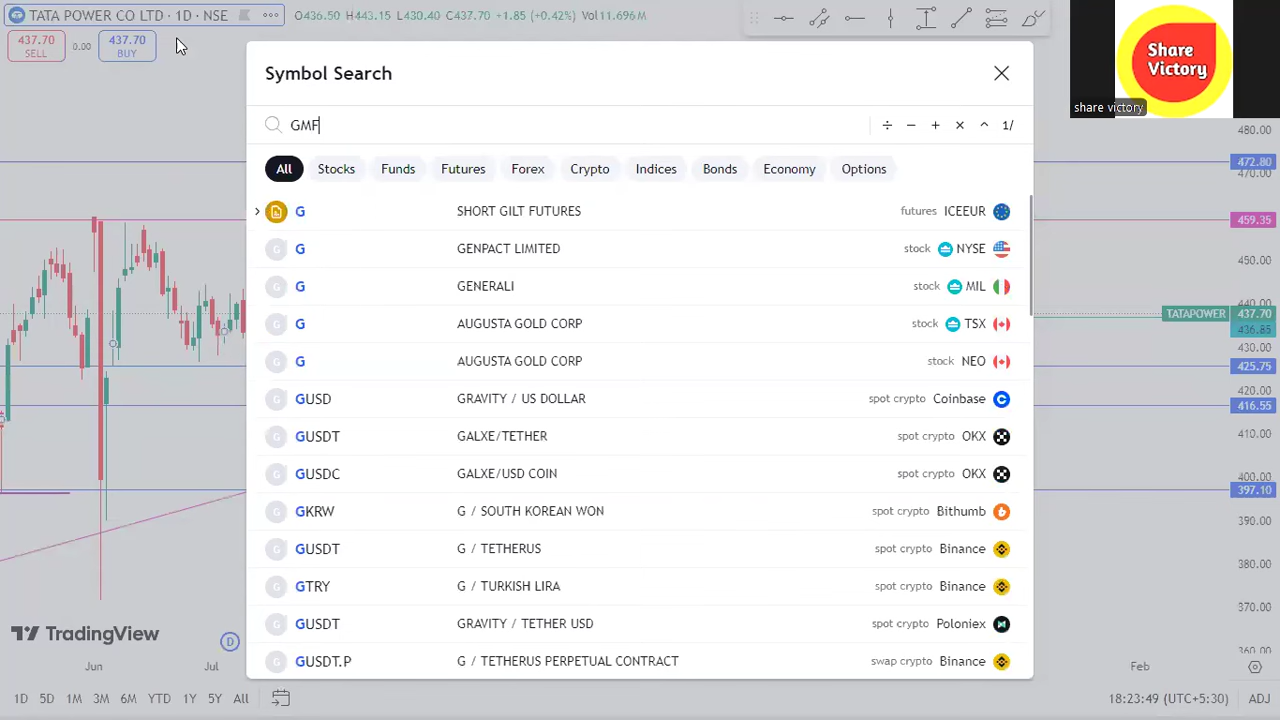 TATA POWER CO LTD · 1D · NSE
O436.50 H443.15 L430.40 C437.70 +1.85 (+0.42%) Vol11.696M
437.70 SELL
0.00
437.70 BUY
Share Victory
share victory
Symbol Search
GMF
÷ − + × ^ 1/
All Stocks Funds Futures Forex Crypto Indices Bonds Economy Options
G SHORT GILT FUTURES futures ICEEUR
G GENPACT LIMITED stock NYSE
G GENERALI stock MIL
G AUGUSTA GOLD CORP stock TSX
G AUGUSTA GOLD CORP stock NEO
GUSD GRAVITY / US DOLLAR spot crypto Coinbase
GUSDT GALXE/TETHER spot crypto OKX
GUSDC GALXE/USD COIN spot crypto OKX
GKRW G / SOUTH KOREAN WON spot crypto Bithumb
GUSDT G / TETHERUS spot crypto Binance
GTRY G / TURKISH LIRA spot crypto Binance
GUSDT GRAVITY / TETHER USD spot crypto Poloniex
GUSDT.P G / TETHERUS PERPETUAL CONTRACT swap crypto Binance
480.00
472.80
470.00
459.35
450.00
440.00
TATAPOWER 437.70
436.85
430.00
425.75
420.00
416.55
410.00
400.00
397.10
390.00
380.00
370.00
360.00
TradingView
D
Jun Jul Feb
1D 5D 1M 3M 6M YTD 1Y 5Y All
18:23:49 (UTC+5:30) ADJ